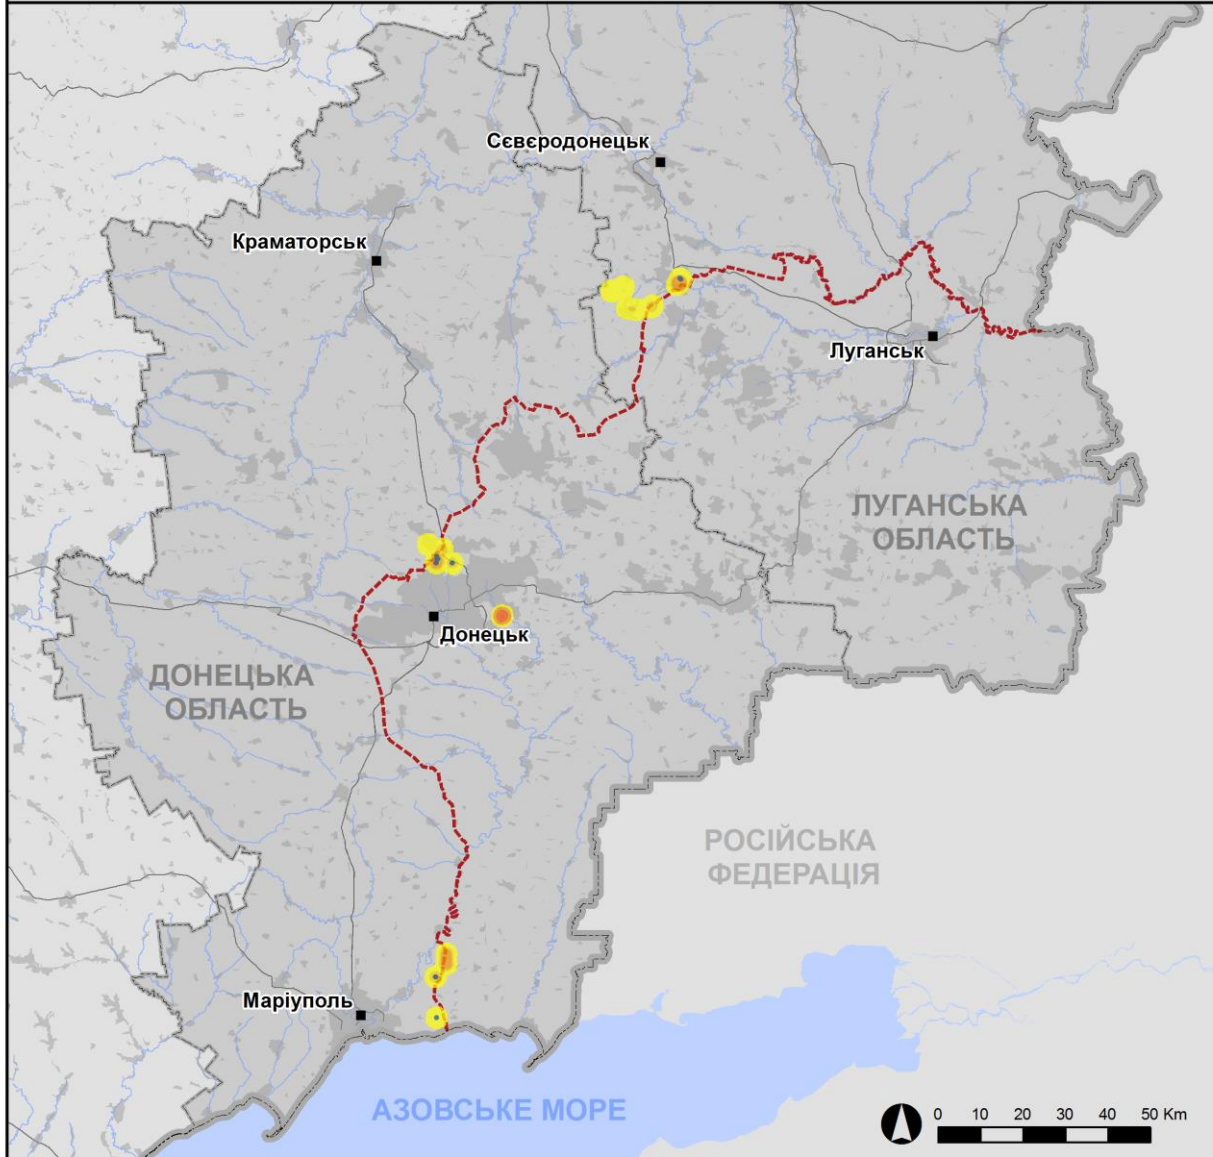 Сєвєродонецьк
Краматорськ
Луганськ
ЛУГАНСЬКА
ОБЛАСТЬ
Донецьк
ДОНЕЦЬКА
ОБЛАСТЬ
РОСІЙСЬКА
ФЕДЕРАЦІЯ
Маріуполь
АЗОВСЬКЕ МОРЕ
0 10 20 30 40 50 Km